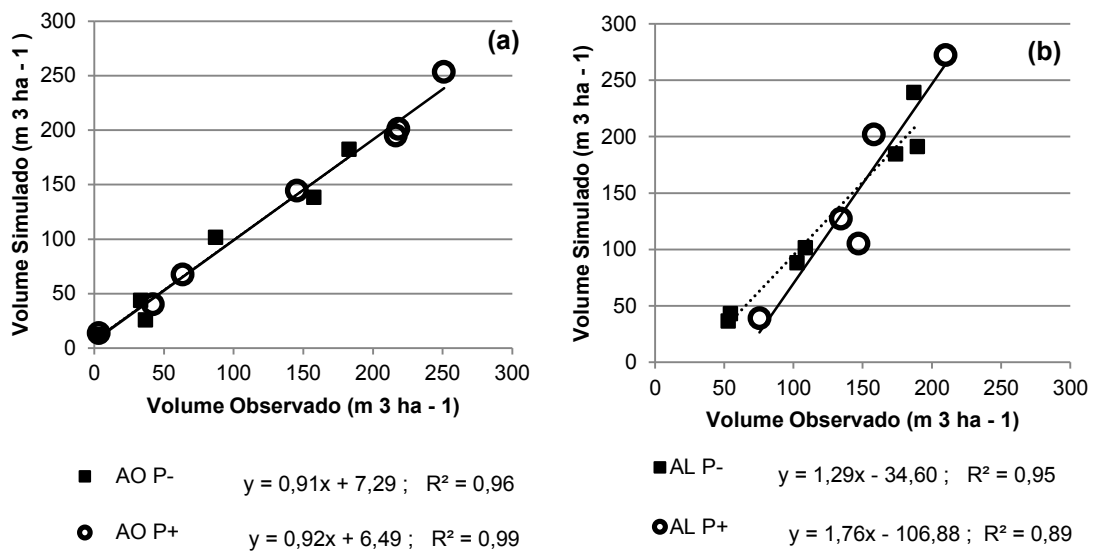 (a)
Volume Simulado (m 3 ha - 1)
300
250
200
150
100
50
0
0 50 100 150 200 250 300
Volume Observado (m 3 ha - 1)
AO P- y = 0,91x + 7,29 ; R² = 0,96
AO P+ y = 0,92x + 6,49 ; R² = 0,99
(b)
Volume Simulado (m 3 ha - 1)
300
250
200
150
100
50
0
0 50 100 150 200 250 300
Volume Observado (m 3 ha - 1)
AL P- y = 1,29x - 34,60 ; R² = 0,95
AL P+ y = 1,76x - 106,88 ; R² = 0,89